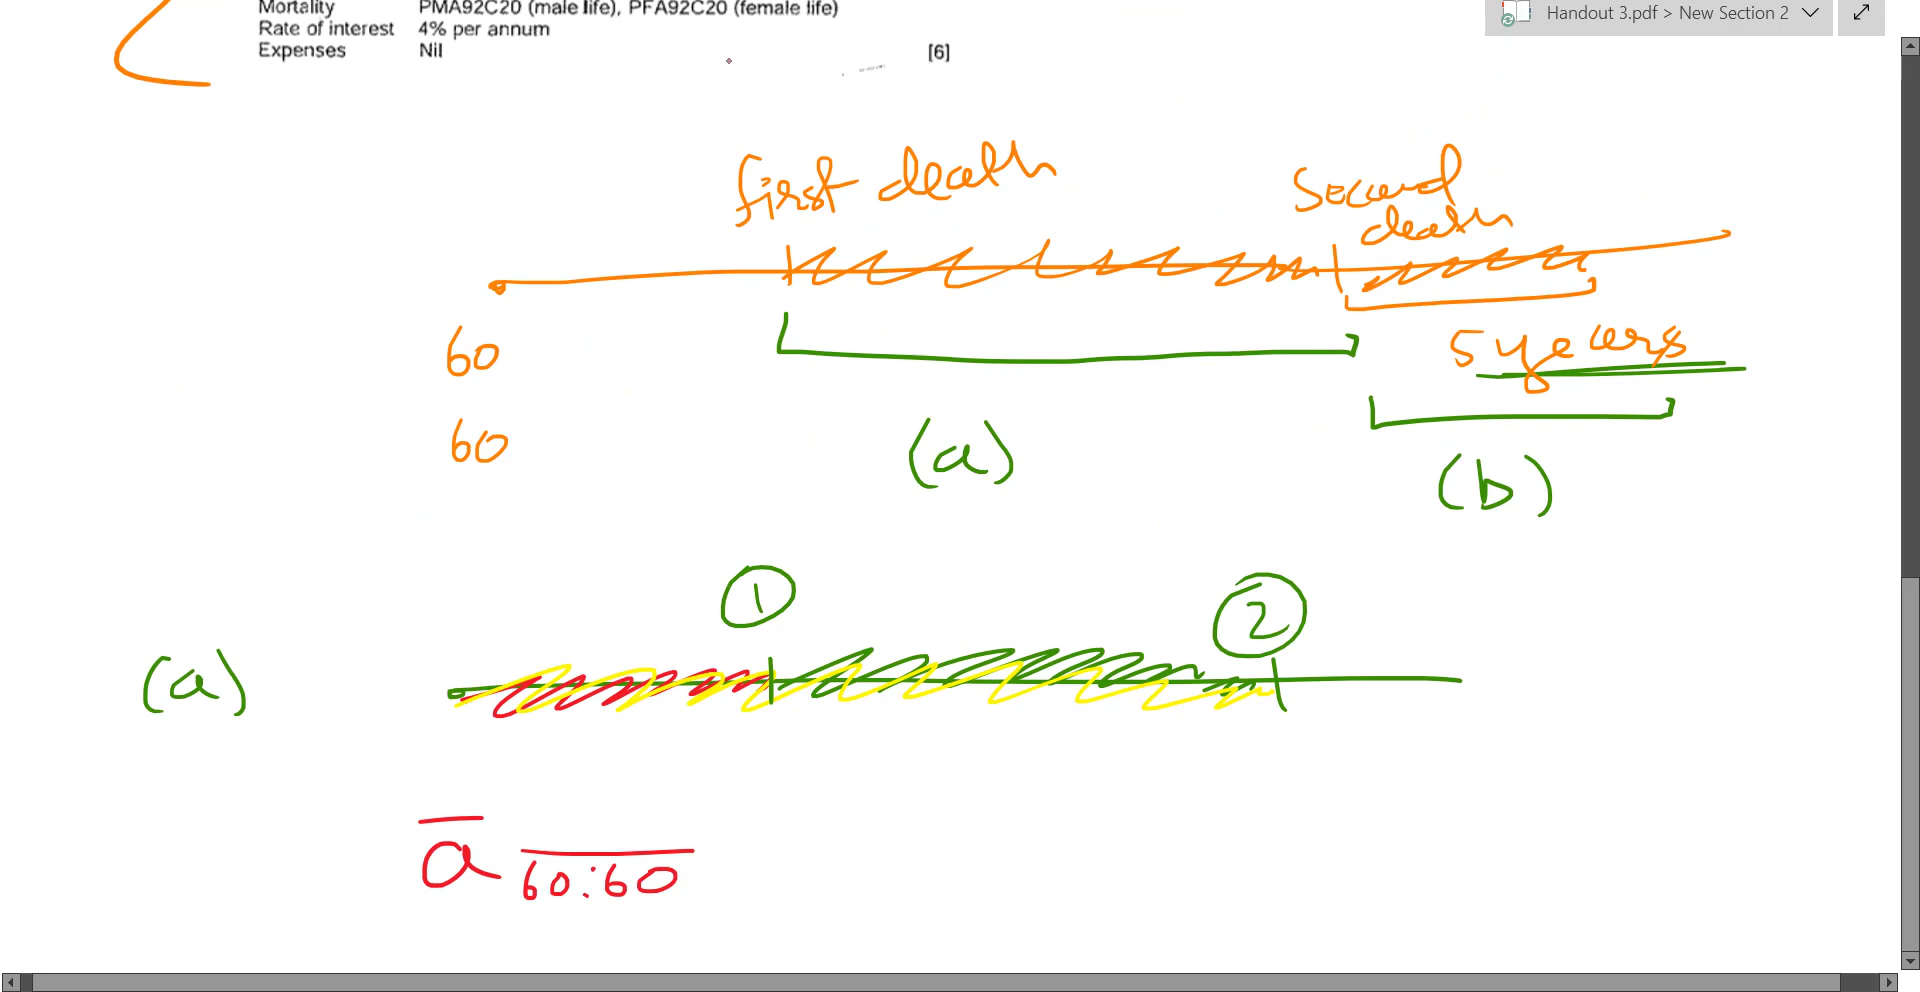 Handout 3.pdf > New Section 2
Mortality PMA92C20 (male life), PFA92C20 (female life)
Rate of interest 4% per annum
Expenses Nil [6]
first death
second
death
60
5 years
60
(a)
(b)
1
2
(a)
a̅ 60:60